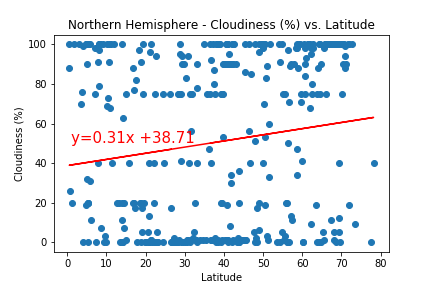 Northern Hemisphere - Cloudiness (%) vs. Latitude
100
80
60
40
20
0
Cloudiness (%)
y=0.31x +38.71
0 10 20 30 40 50 60 70 80
Latitude